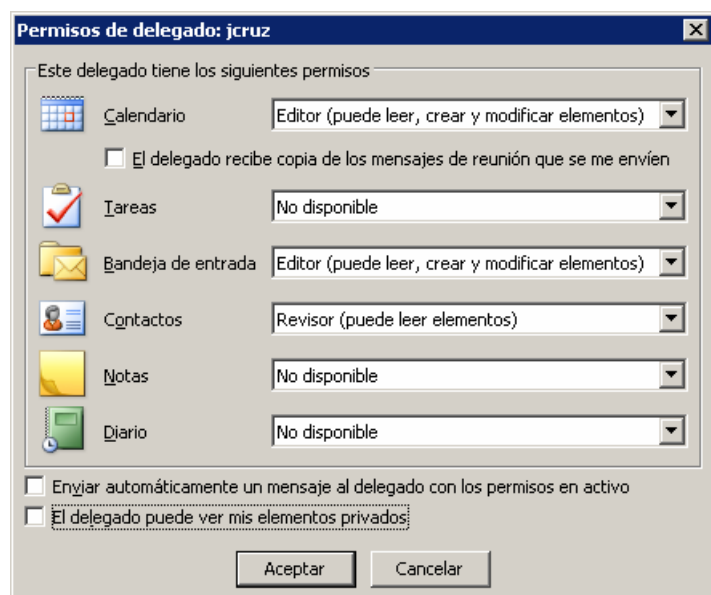 Permisos de delegado: jcruz
Este delegado tiene los siguientes permisos
Calendario Editor (puede leer, crear y modificar elementos)
El delegado recibe copia de los mensajes de reunión que se me envíen
Tareas No disponible
Bandeja de entrada Editor (puede leer, crear y modificar elementos)
Contactos Revisor (puede leer elementos)
Notas No disponible
Diario No disponible
Enviar automáticamente un mensaje al delegado con los permisos en activo
El delegado puede ver mis elementos privados
Aceptar Cancelar